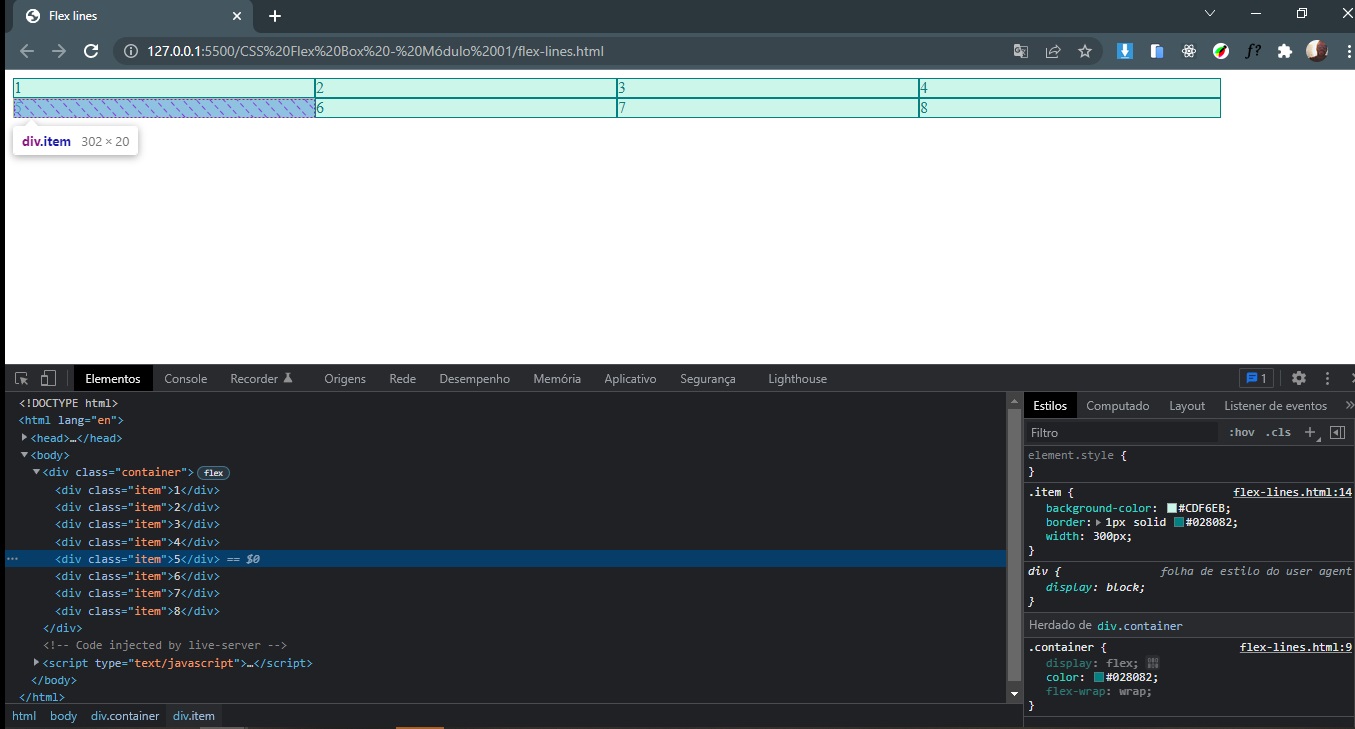 Flex lines
127.0.0.1:5500/CSS%20Flex%20Box%20-%20Módulo%2001/flex-lines.html
f?
1 2 3 4
6 7 8
div.item 302 × 20
Elementos Console Recorder Origens Rede Desempenho Memória Aplicativo Segurança Lighthouse 1
<!DOCTYPE html>
<html lang="en">
<head>…</head>
<body>
<div class="container"> flex
<div class="item">1</div>
<div class="item">2</div>
<div class="item">3</div>
<div class="item">4</div>
<div class="item">5</div> == $0
<div class="item">6</div>
<div class="item">7</div>
<div class="item">8</div>
</div>
<!-- Code injected by live-server -->
<script type="text/javascript">…</script>
</body>
</html>
html body div.container div.item
Estilos Computado Layout Listener de eventos »
Filtro :hov .cls +
element.style {
}
.item { flex-lines.html:14
background-color: #CDF6EB;
border: 1px solid #028082;
width: 300px;
}
div { folha de estilo do user agent
display: block;
}
Herdado de div.container
.container { flex-lines.html:9
display: flex;
color: #028082;
flex-wrap: wrap;
}